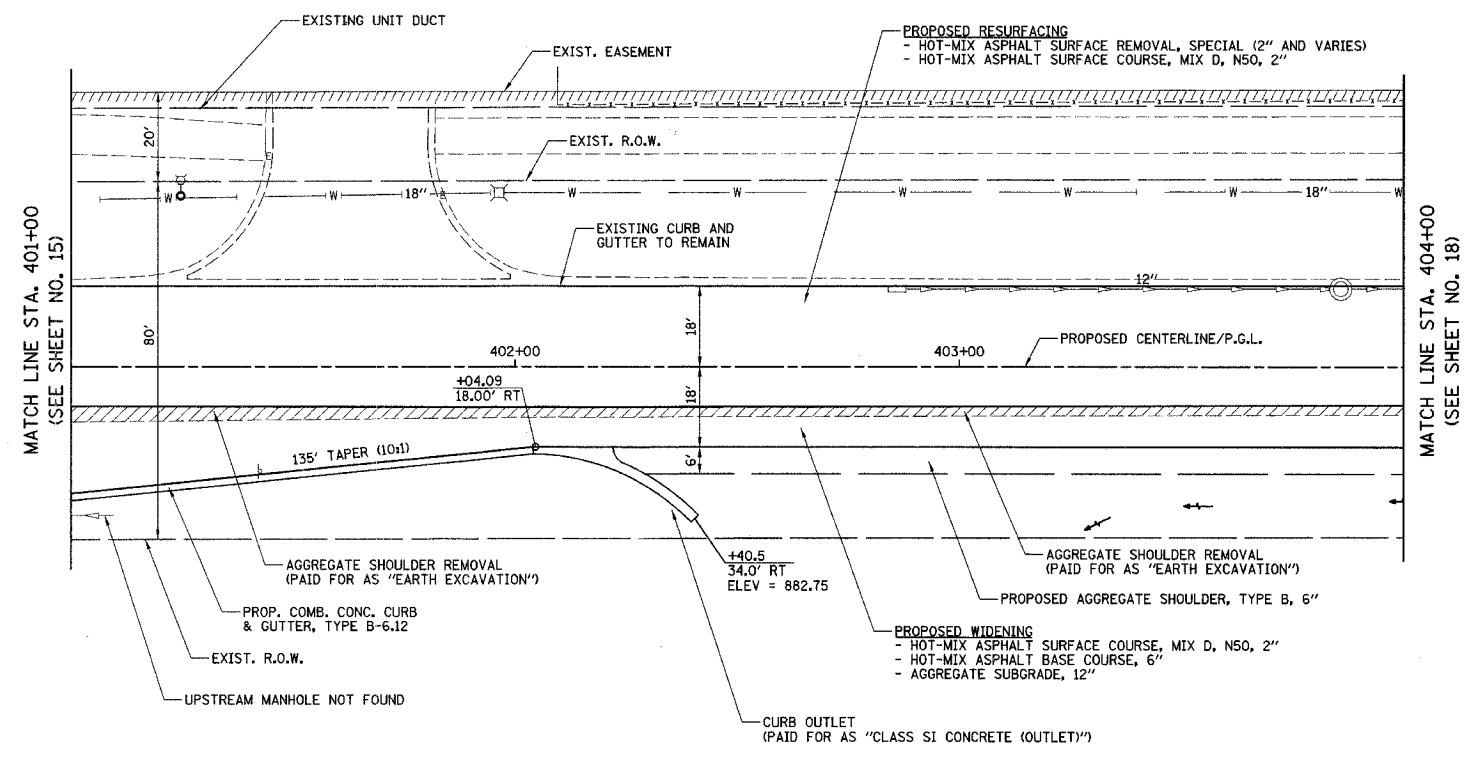 EXISTING UNIT DUCT
EXIST. EASEMENT
PROPOSED RESURFACING
- HOT-MIX ASPHALT SURFACE REMOVAL, SPECIAL (2" AND VARIES)
- HOT-MIX ASPHALT SURFACE COURSE, MIX D, N50, 2"
20'
EXIST. R.O.W.
W W 18" W W W W W 18" W
EXISTING CURB AND
GUTTER TO REMAIN
MATCH LINE STA. 401+00
(SEE SHEET NO. 15)
MATCH LINE STA. 404+00
(SEE SHEET NO. 18)
12"
80'
18'
402+00
403+00
PROPOSED CENTERLINE/P.G.L.
+04.09
18.00' RT
18'
135' TAPER (10:1)
6'
+40.5
34.0' RT
ELEV = 882.75
AGGREGATE SHOULDER REMOVAL
(PAID FOR AS "EARTH EXCAVATION")
AGGREGATE SHOULDER REMOVAL
(PAID FOR AS "EARTH EXCAVATION")
PROP. COMB. CONC. CURB
& GUTTER, TYPE B-6.12
PROPOSED AGGREGATE SHOULDER, TYPE B, 6"
EXIST. R.O.W.
PROPOSED WIDENING
- HOT-MIX ASPHALT SURFACE COURSE, MIX D, N50, 2"
- HOT-MIX ASPHALT BASE COURSE, 6"
- AGGREGATE SUBGRADE, 12"
UPSTREAM MANHOLE NOT FOUND
CURB OUTLET
(PAID FOR AS "CLASS SI CONCRETE (OUTLET)")